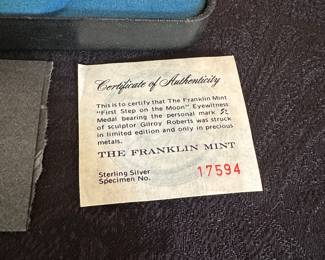 Certificate of Authenticity
This is to certify that The Franklin Mint
"First Step on the Moon" Eyewitness
Medal bearing the personal mark
of sculptor Gilroy Roberts was struck
in limited edition and only in precious
metals.
THE FRANKLIN MINT
Sterling Silver
Specimen No. 17594